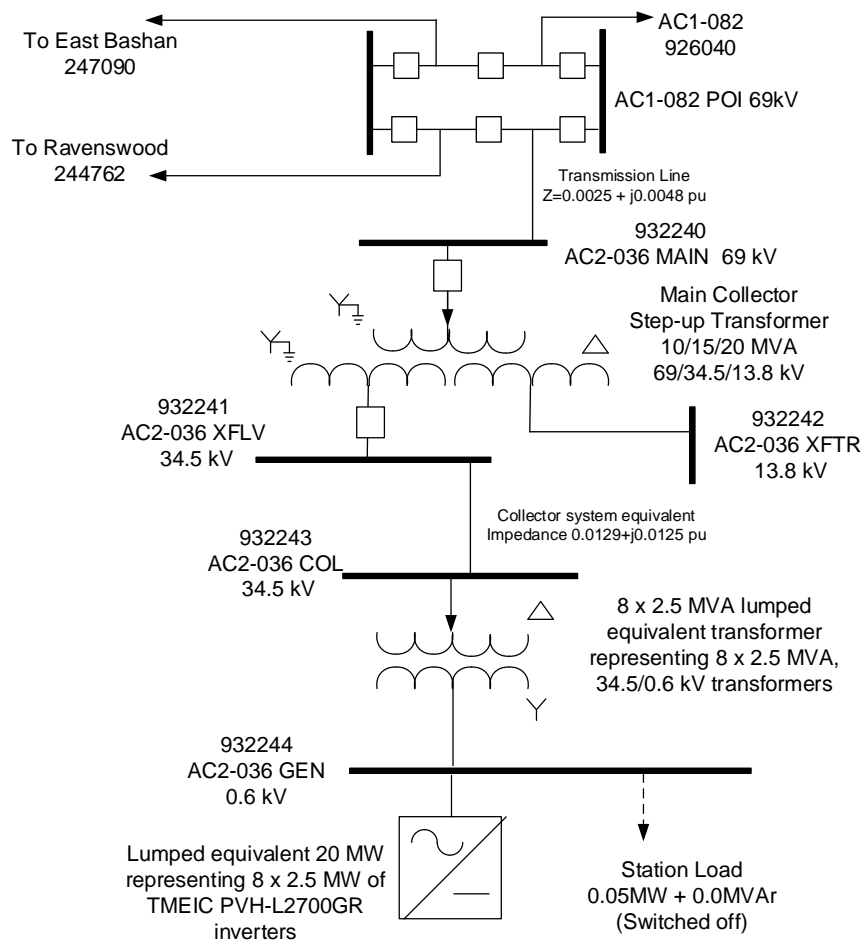 To East Bashan
247090
AC1-082
926040
AC1-082 POI 69kV
To Ravenswood
244762
Transmission Line
Z=0.0025 + j0.0048 pu
932240
AC2-036 MAIN 69 kV
Main Collector
Step-up Transformer
10/15/20 MVA
69/34.5/13.8 kV
932241
AC2-036 XFLV
34.5 kV
932242
AC2-036 XFTR
13.8 kV
Collector system equivalent
Impedance 0.0129+j0.0125 pu
932243
AC2-036 COL
34.5 kV
8 x 2.5 MVA lumped
equivalent transformer
representing 8 x 2.5 MVA,
34.5/0.6 kV transformers
932244
AC2-036 GEN
0.6 kV
Lumped equivalent 20 MW
representing 8 x 2.5 MW of
TMEIC PVH-L2700GR
inverters
Station Load
0.05MW + 0.0MVAr
(Switched off)